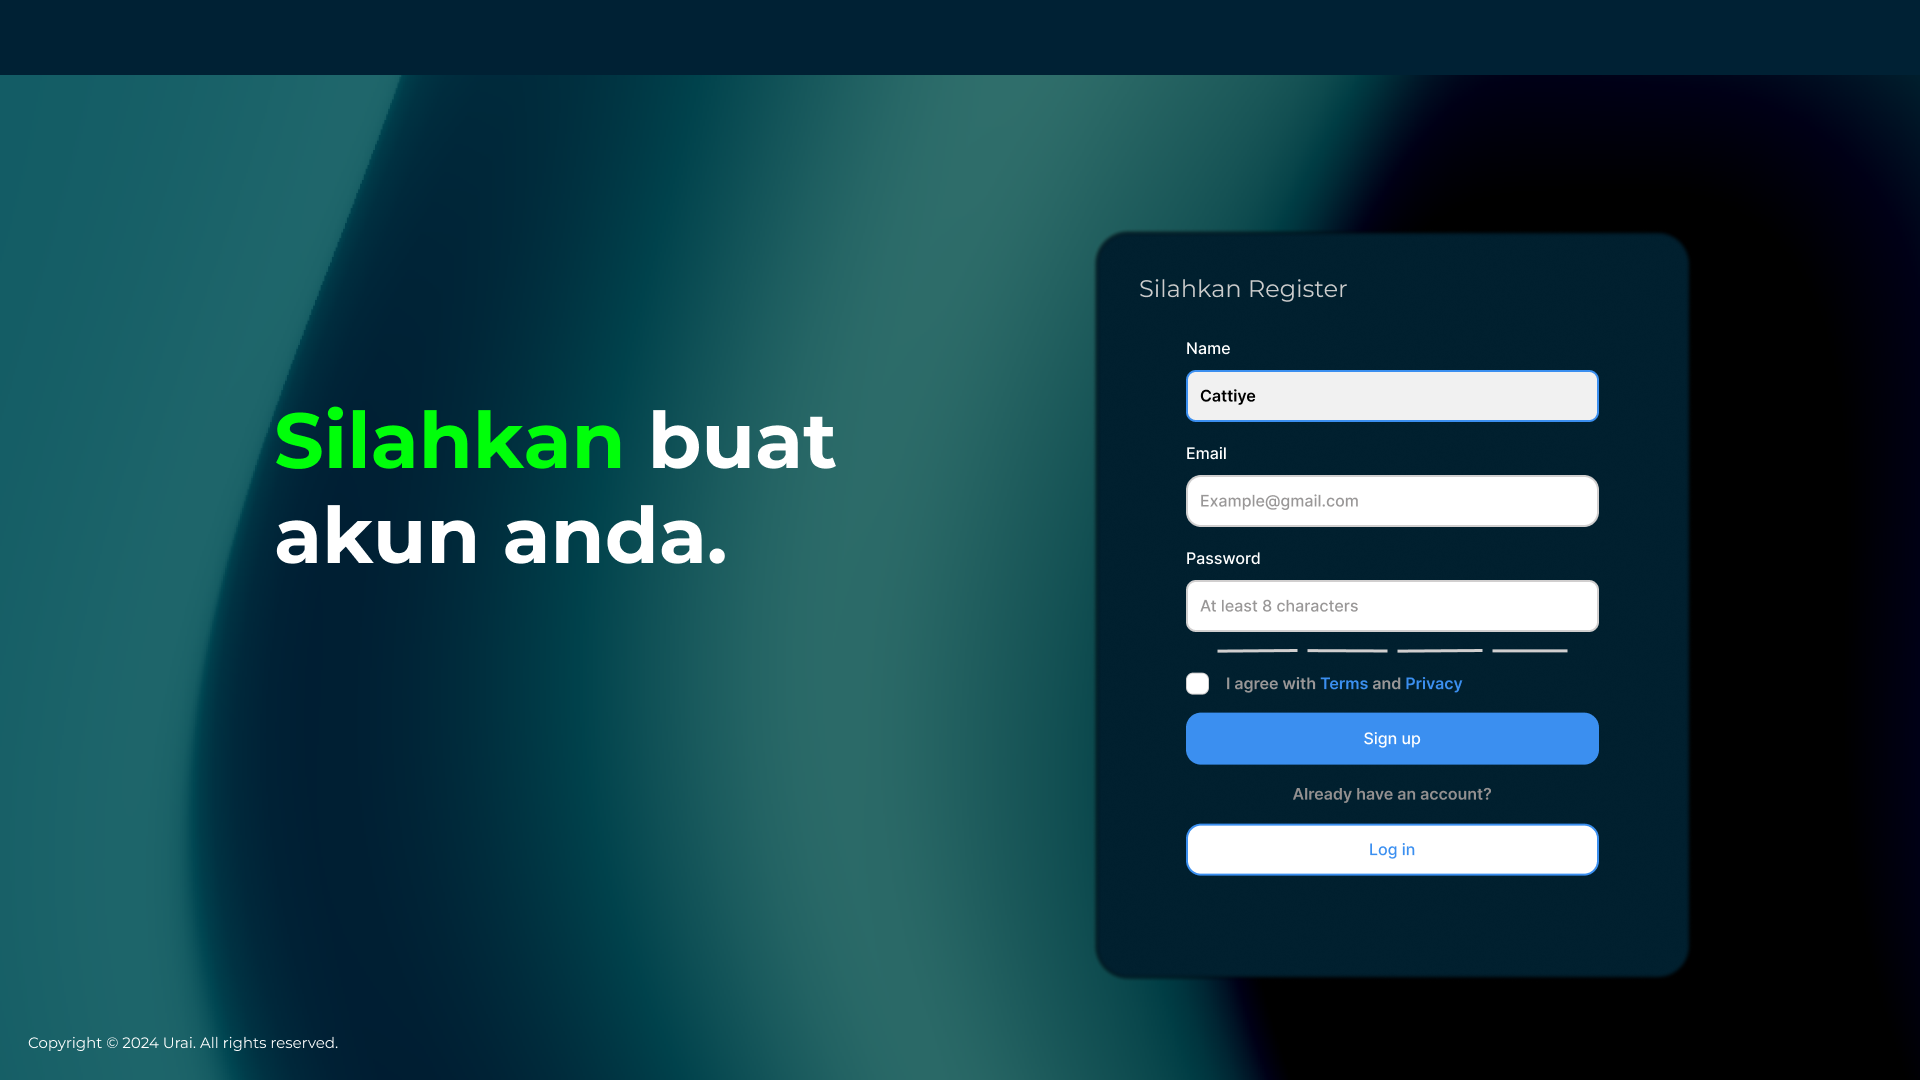 Silahkan buat
akun anda.
Silahkan Register
Name
Cattiye
Email
Example@gmail.com
Password
At least 8 characters
I agree with Terms and Privacy
Sign up
Already have an account?
Log in
Copyright © 2024 Urai. All rights reserved.